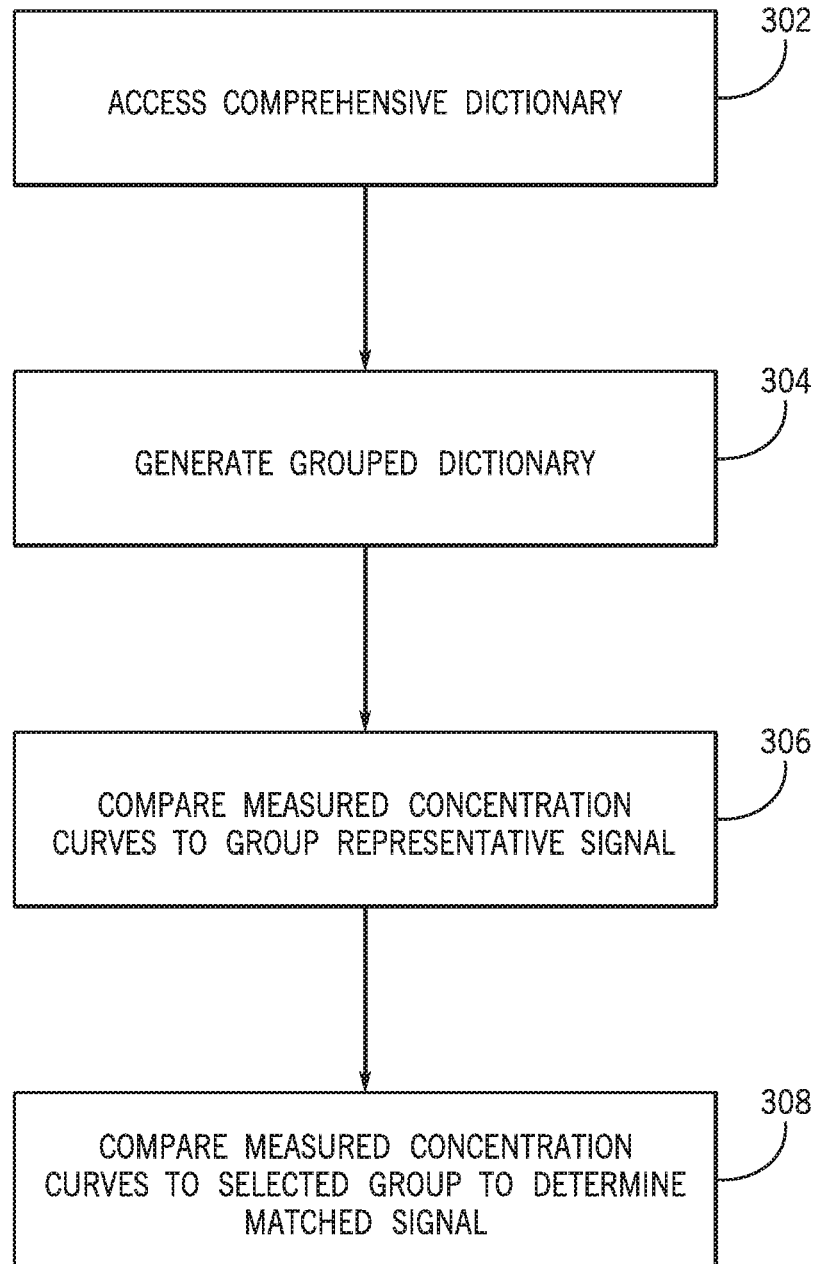 302
ACCESS COMPREHENSIVE DICTIONARY
304
GENERATE GROUPED DICTIONARY
306
COMPARE MEASURED CONCENTRATION
CURVES TO GROUP REPRESENTATIVE SIGNAL
308
COMPARE MEASURED CONCENTRATION
CURVES TO SELECTED GROUP TO DETERMINE
MATCHED SIGNAL